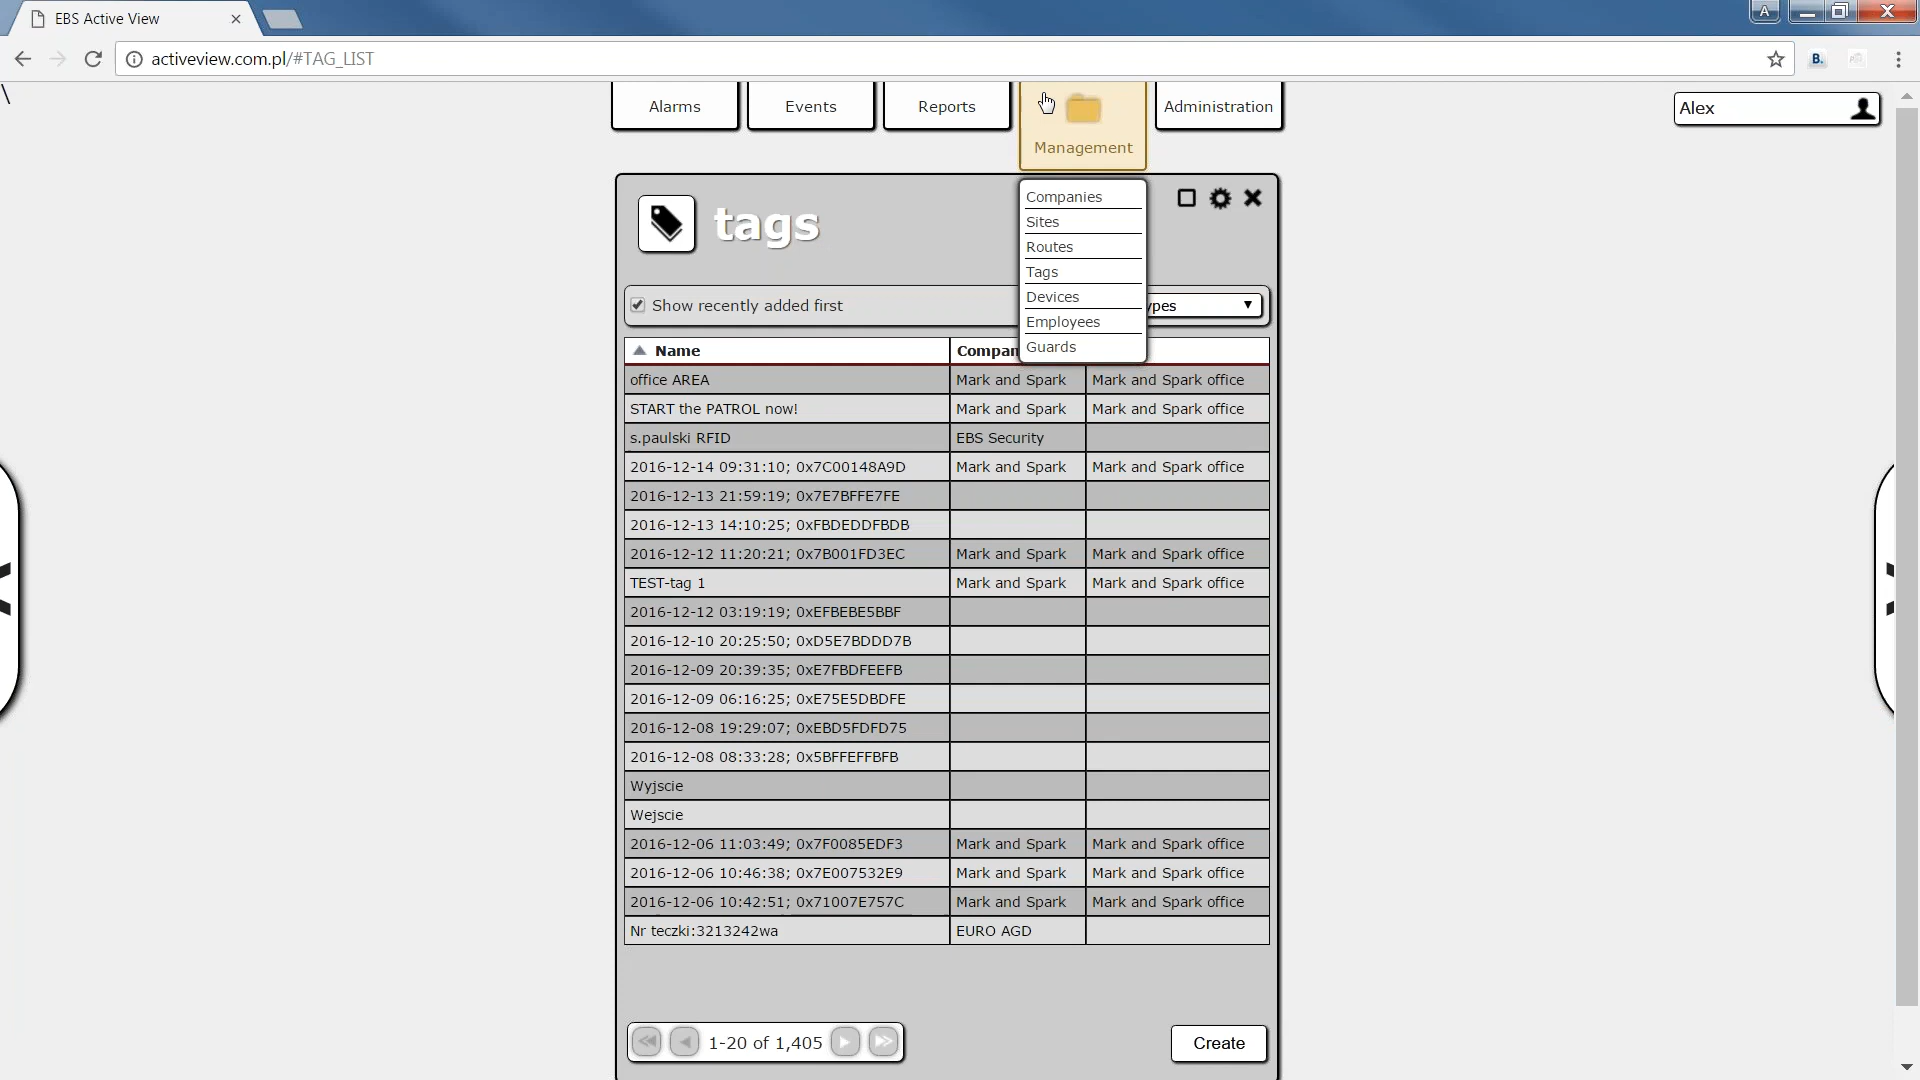 EBS Active View
A
activeview.com.pl/#TAG_LIST
B.
\
Alarms
Events
Reports
Management
Administration
Alex
tags
Companies
Sites
Routes
Tags
Devices
Employees
Guards
Show recently added first
ypes
Name
Compan
office AREA Mark and Spark Mark and Spark office
START the PATROL now! Mark and Spark Mark and Spark office
s.paulski RFID EBS Security
2016-12-14 09:31:10; 0x7C00148A9D Mark and Spark Mark and Spark office
2016-12-13 21:59:19; 0x7E7BFFE7FE
2016-12-13 14:10:25; 0xFBDEDDFBDB
2016-12-12 11:20:21; 0x7B001FD3EC Mark and Spark Mark and Spark office
TEST-tag 1 Mark and Spark Mark and Spark office
2016-12-12 03:19:19; 0xEFBEBE5BBF
2016-12-10 20:25:50; 0xD5E7BDDD7B
2016-12-09 20:39:35; 0xE7FBDFEEFB
2016-12-09 06:16:25; 0xE75E5DBDFE
2016-12-08 19:29:07; 0xEBD5FDFD75
2016-12-08 08:33:28; 0x5BFFEFFBFB
Wyjscie
Wejscie
2016-12-06 11:03:49; 0x7F0085EDF3 Mark and Spark Mark and Spark office
2016-12-06 10:46:38; 0x7E007532E9 Mark and Spark Mark and Spark office
2016-12-06 10:42:51; 0x71007E757C Mark and Spark Mark and Spark office
Nr teczki:3213242wa EURO AGD
1-20 of 1,405
Create